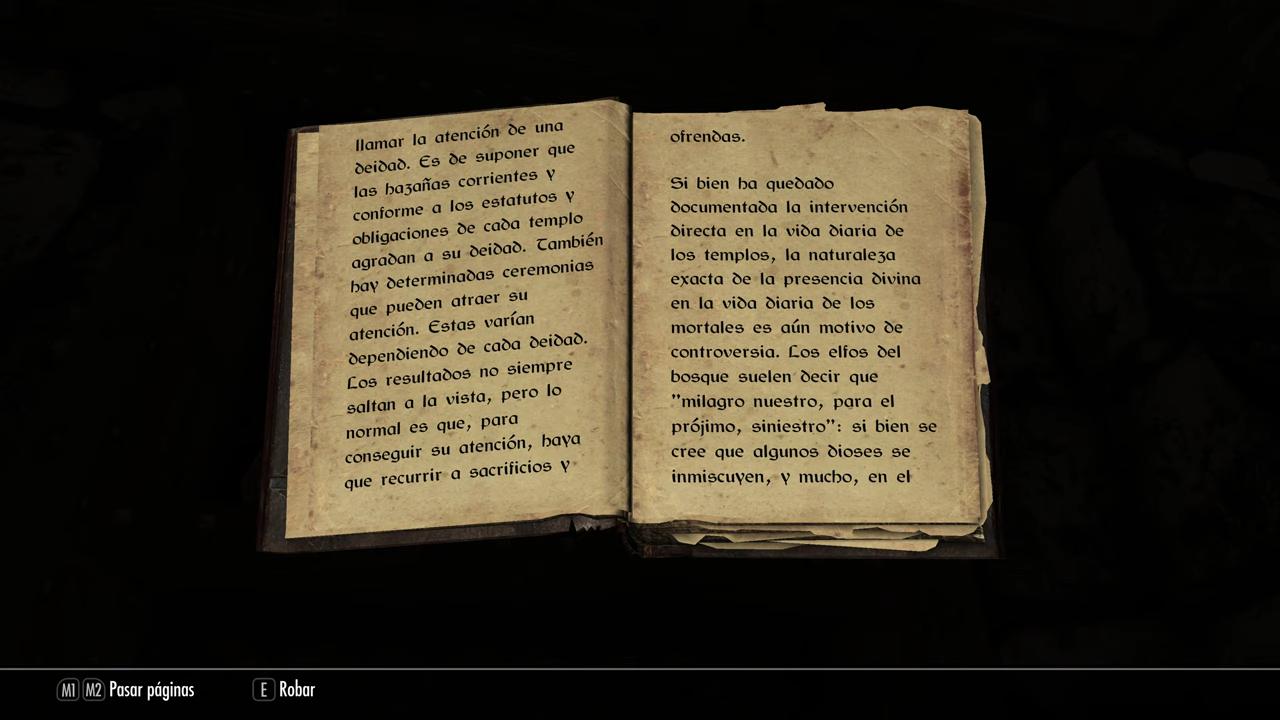 llamar la atención de una
deidad. Es de suponer que
las hazañas corrientes y
conforme a los estatutos y
obligaciones de cada templo
agradan a su deidad. También
hay determinadas ceremonias
que pueden atraer su
atención. Estas varían
dependiendo de cada deidad.
Los resultados no siempre
saltan a la vista, pero lo
normal es que, para
conseguir su atención, haya
que recurrir a sacrificios y
ofrendas.
Si bien ha quedado
documentada la intervención
directa en la vida diaria de
los templos, la naturaleza
exacta de la presencia divina
en la vida diaria de los
mortales es aún motivo de
controversia. Los elfos del
bosque suelen decir que
"milagro nuestro, para el
prójimo, siniestro": si bien se
cree que algunos dioses se
inmiscuyen, y mucho, en el
M1 M2 Pasar páginas
E Robar